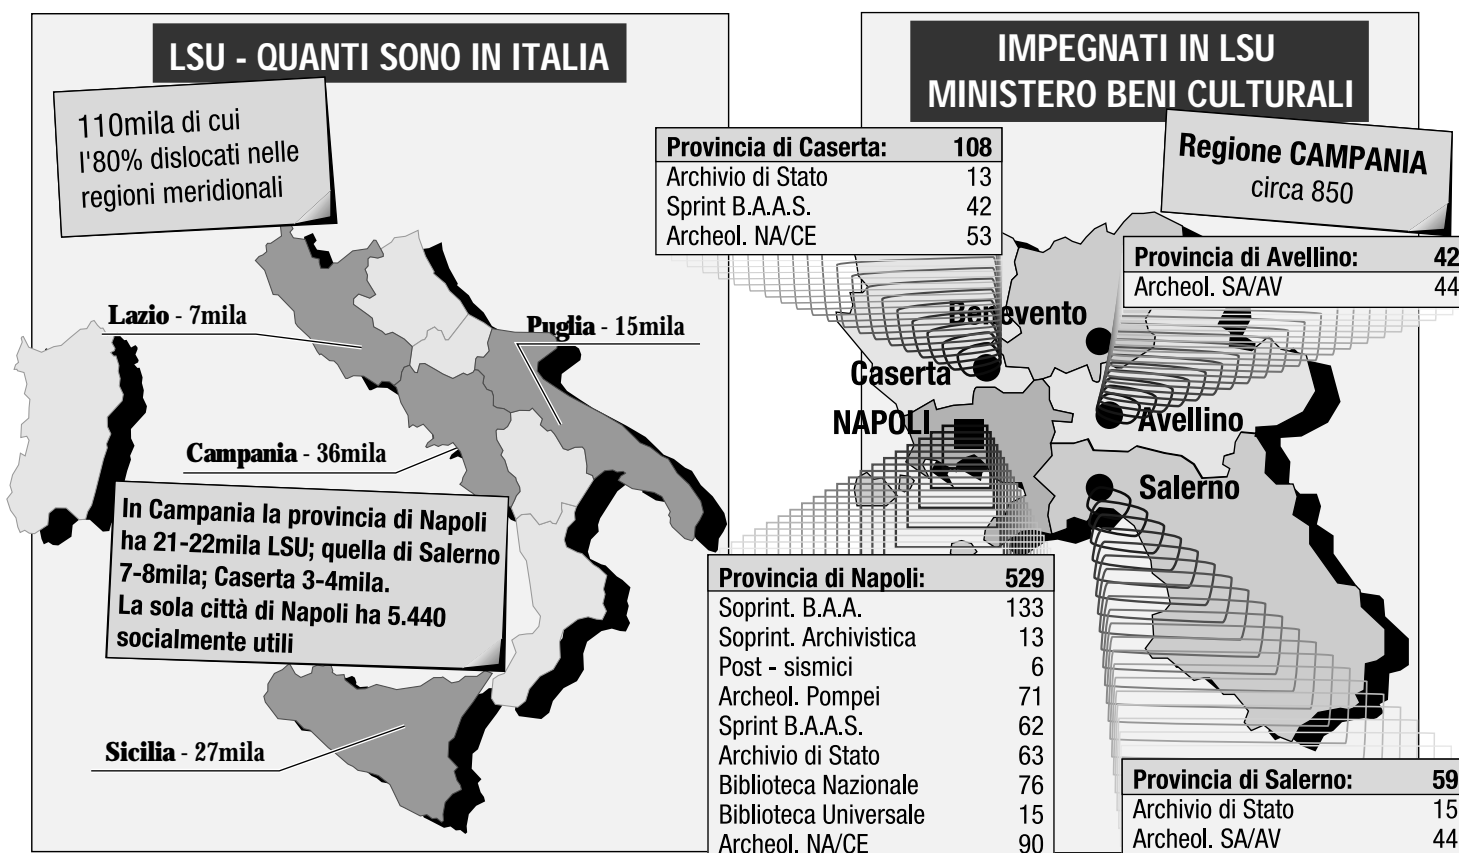 LSU - QUANTI SONO IN ITALIA
110mila di cui
l'80% dislocati nelle
regioni meridionali
Lazio - 7mila
Puglia - 15mila
Campania - 36mila
In Campania la provincia di Napoli
ha 21-22mila LSU; quella di Salerno
7-8mila; Caserta 3-4mila.
La sola città di Napoli ha 5.440
socialmente utili
Sicilia - 27mila
IMPEGNATI IN LSU
MINISTERO BENI CULTURALI
Regione CAMPANIA
circa 850
Provincia di Caserta: 108
Archivio di Stato 13
Sprint B.A.A.S. 42
Archeol. NA/CE 53
Provincia di Avellino: 42
Archeol. SA/AV 44
Benevento
Caserta
NAPOLI
Avellino
Salerno
Provincia di Napoli: 529
Soprint. B.A.A. 133
Soprint. Archivistica 13
Post - sismici 6
Archeol. Pompei 71
Sprint B.A.A.S. 62
Archivio di Stato 63
Biblioteca Nazionale 76
Biblioteca Universale 15
Archeol. NA/CE 90
Provincia di Salerno: 59
Archivio di Stato 15
Archeol. SA/AV 44